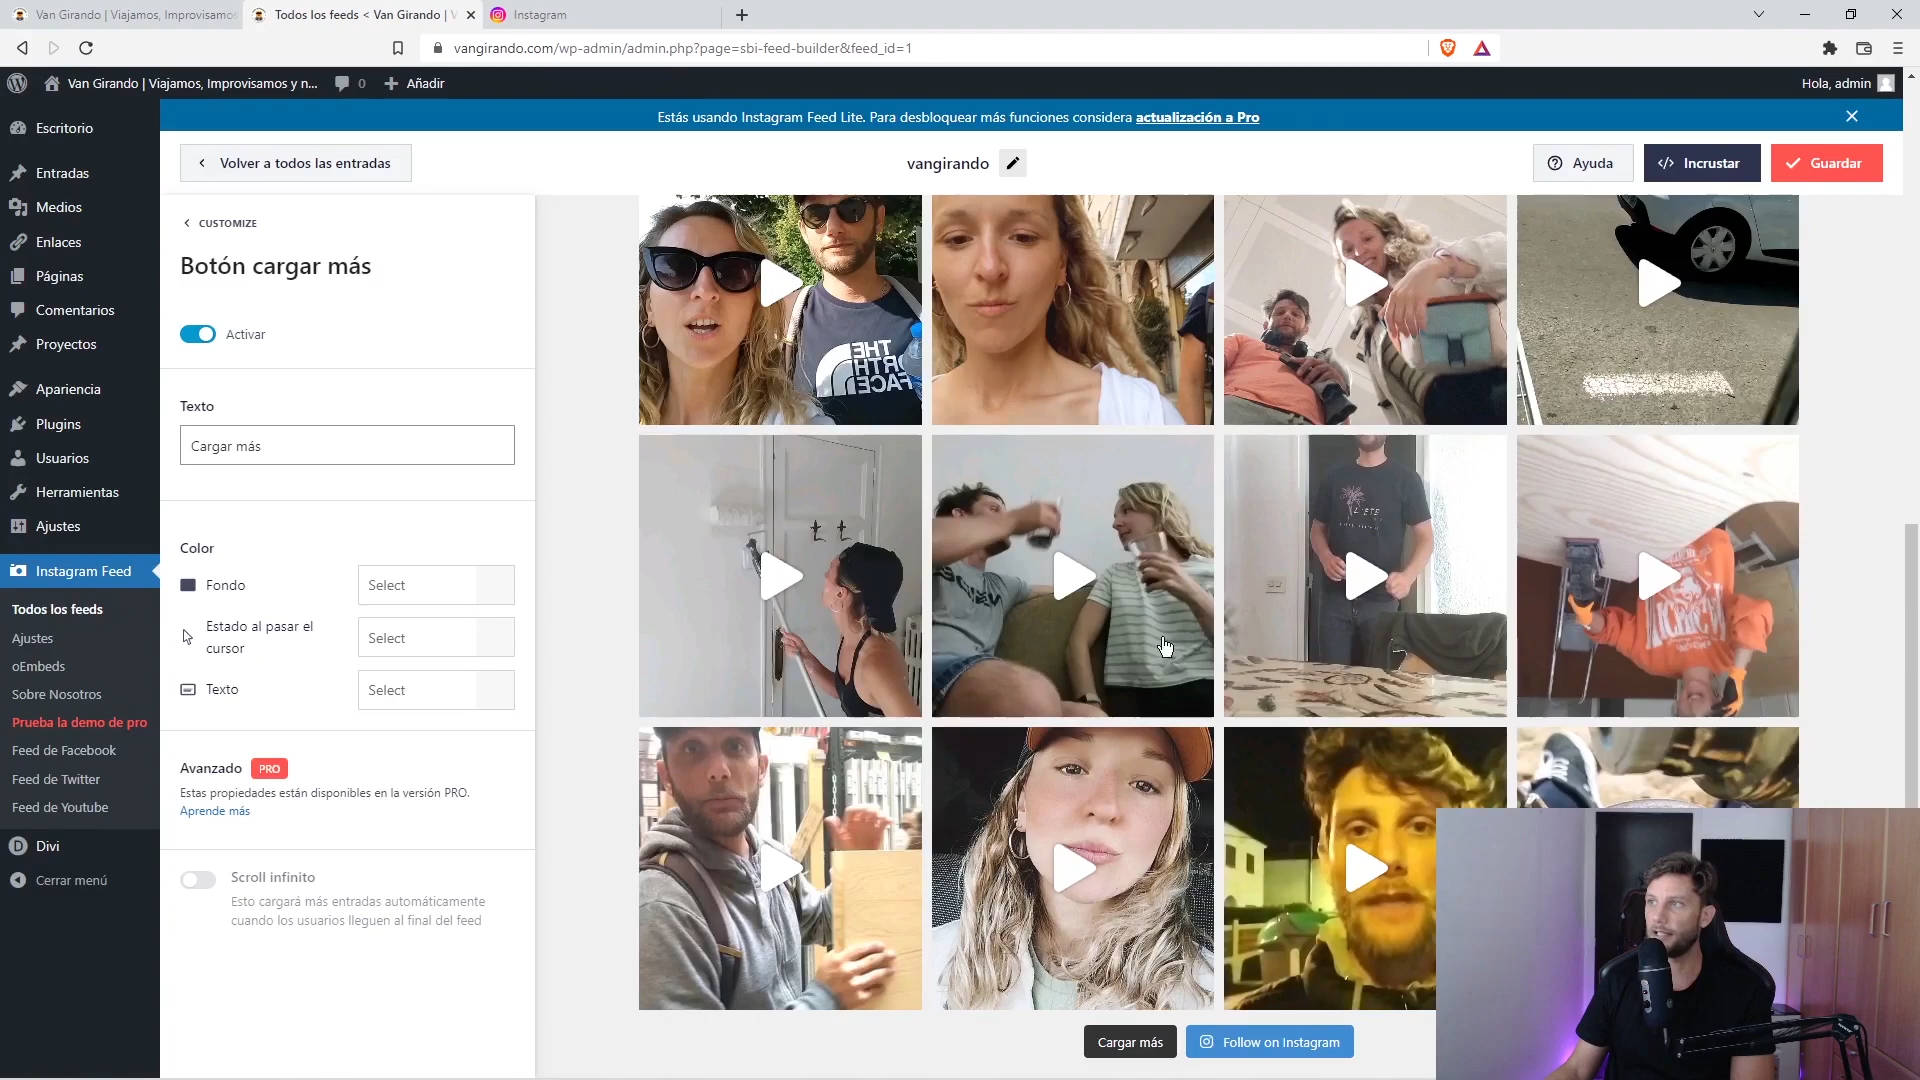 Van Girando | Viajamos, Improvisamos
Todos los feeds < Van Girando | V
Instagram
vangirando.com/wp-admin/admin.php?page=sbi-feed-builder&feed_id=1
Van Girando | Viajamos, Improvisamos y n...
0
Añadir
Hola, admin
Estás usando Instagram Feed Lite. Para desbloquear más funciones considera actualización a Pro
Escritorio
Entradas
Medios
Enlaces
Páginas
Comentarios
Proyectos
Apariencia
Plugins
Usuarios
Herramientas
Ajustes
Instagram Feed
Todos los feeds
Ajustes
oEmbeds
Sobre Nosotros
Prueba la demo de pro
Feed de Facebook
Feed de Twitter
Feed de Youtube
Divi
Cerrar menú
Volver a todos las entradas
vangirando
Ayuda
Incrustar
Guardar
CUSTOMIZE
Botón cargar más
Activar
Texto
Cargar más
Color
Fondo
Select
Estado al pasar el
cursor
Select
Texto
Select
Avanzado PRO
Estas propiedades están disponibles en la versión PRO.
Aprende más
Scroll infinito
Esto cargará más entradas automáticamente
cuando los usuarios lleguen al final del feed
THE
NORTH
FACE
Cargar más
Follow on Instagram